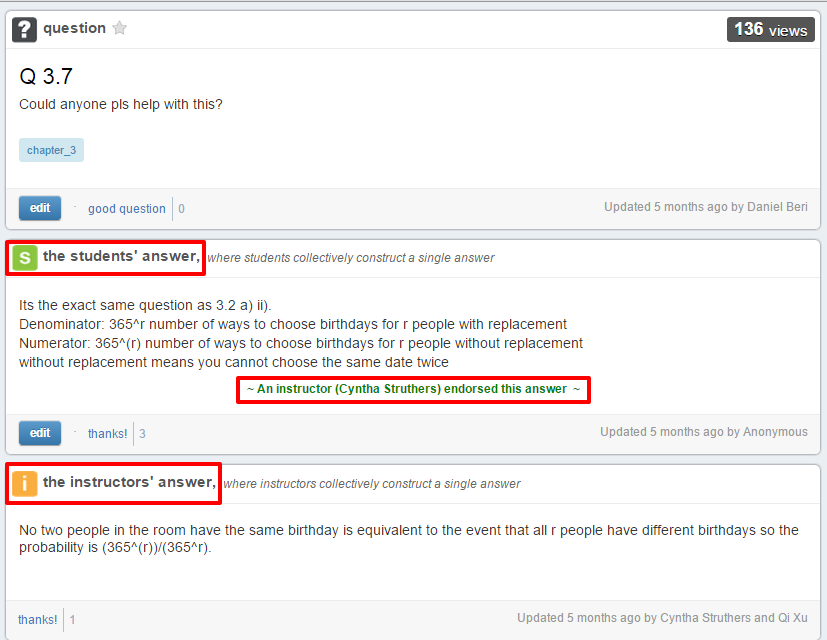 ? question
136 views
Q 3.7
Could anyone pls help with this?
chapter_3
edit · good question 0
Updated 5 months ago by Daniel Beri
S the students' answer, where students collectively construct a single answer
Its the exact same question as 3.2 a) ii).
Denominator: 365^r number of ways to choose birthdays for r people with replacement
Numerator: 365^(r) number of ways to choose birthdays for r people without replacement
without replacement means you cannot choose the same date twice
~ An instructor (Cyntha Struthers) endorsed this answer ~
edit · thanks! 3
Updated 5 months ago by Anonymous
i the instructors' answer, where instructors collectively construct a single answer
No two people in the room have the same birthday is equivalent to the event that all r people have different birthdays so the
probability is (365^(r))/(365^r).
thanks! 1
Updated 5 months ago by Cyntha Struthers and Qi Xu